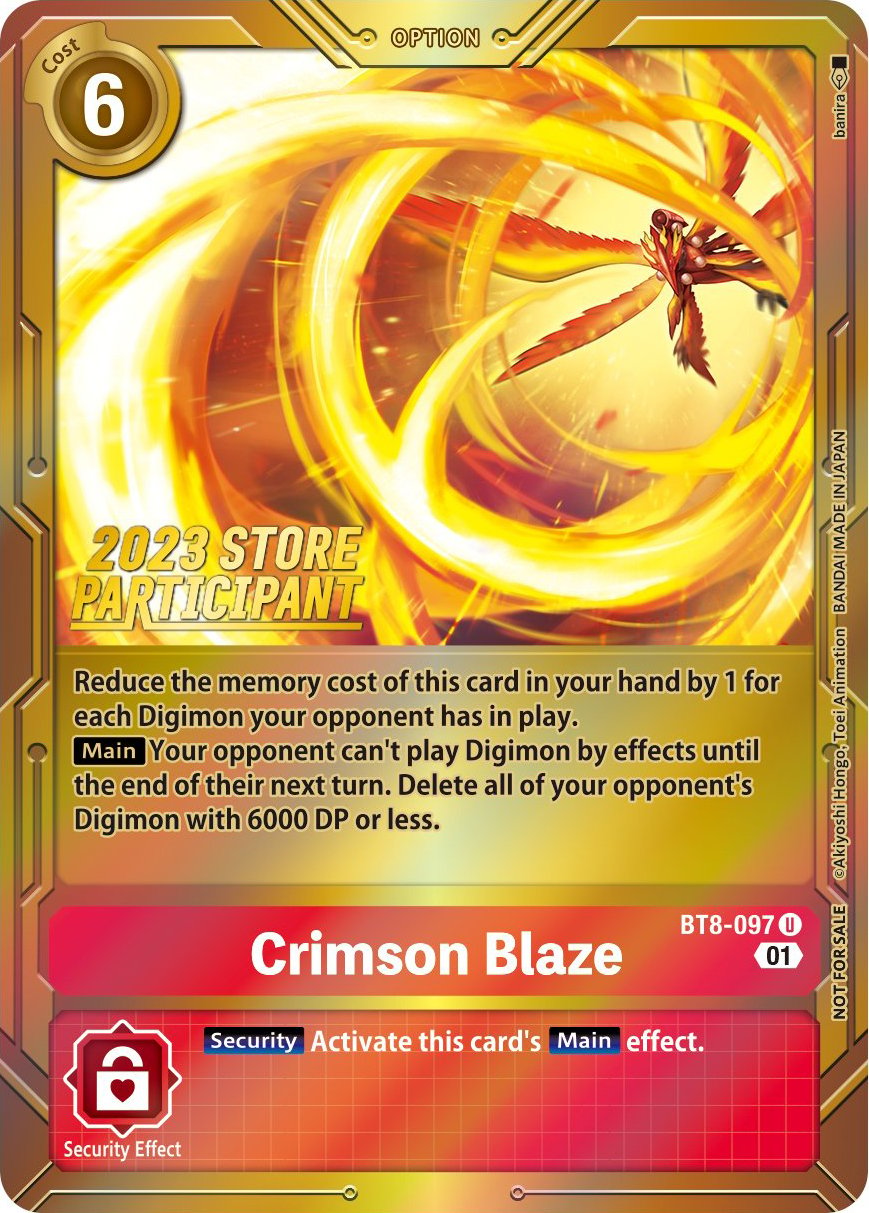 OPTION
Cost
6
banira
2023 STORE
PARTICIPANT
Reduce the memory cost of this card in your hand by 1 for
each Digimon your opponent has in play.
Main Your opponent can't play Digimon by effects until
the end of their next turn. Delete all of your opponent's
Digimon with 6000 DP or less.
©Akiyoshi Hongo, Toei Animation BANDAI MADE IN JAPAN
NOT FOR SALE
BT8-097 U
Crimson Blaze
01
Security Activate this card's Main effect.
Security Effect